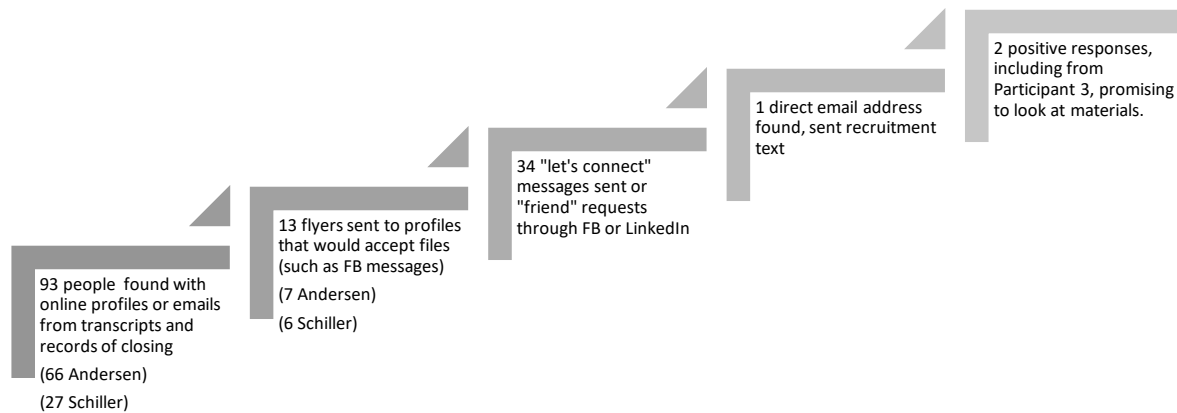 93 people found with
online profiles or emails
from transcripts and
records of closing
(66 Andersen)
(27 Schiller)
13 flyers sent to profiles
that would accept files
(such as FB messages)
(7 Andersen)
(6 Schiller)
34 "let's connect"
messages sent or
"friend" requests
through FB or LinkedIn
1 direct email address
found, sent recruitment
text
2 positive responses,
including from
Participant 3, promising
to look at materials.